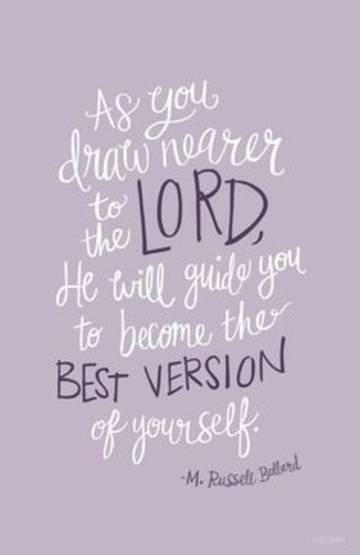 As you
draw nearer
to
the LORD,
He will guide you
to become the
BEST VERSION
of yourself.
-M. Russell Ballard